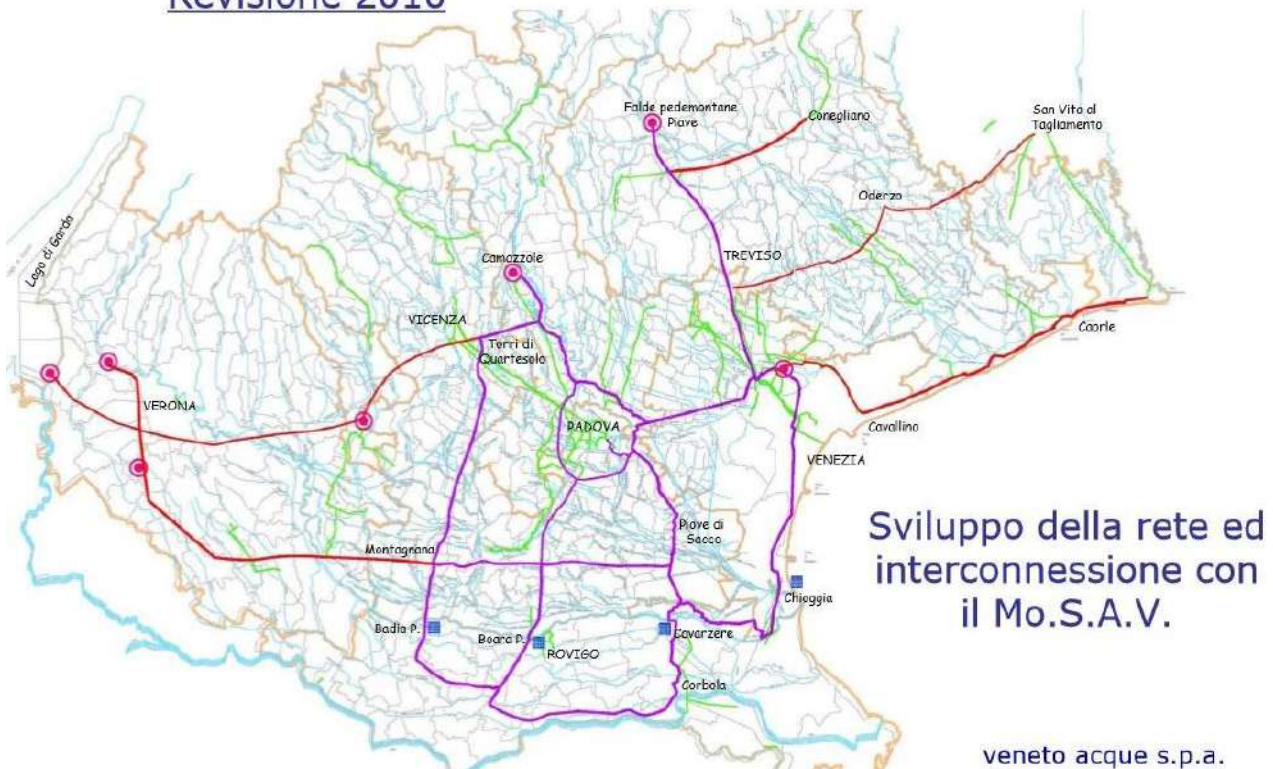 Revisione 2010
Falde pedemontane
Piave
Conegliano
San Vito al
Tagliamento
Oderzo
Lago di Garda
TREVISO
Camazzole
VICENZA
Torri di
Quartesolo
Caorle
VERONA
PADOVA
Cavallino
VENEZIA
Piove di
Sacco
Montagnana
Chioggia
Badia P.
Boara P.
ROVIGO
Cavarzere
Corbola
Sviluppo della rete ed
interconnessione con
il Mo.S.A.V.
veneto acque s.p.a.